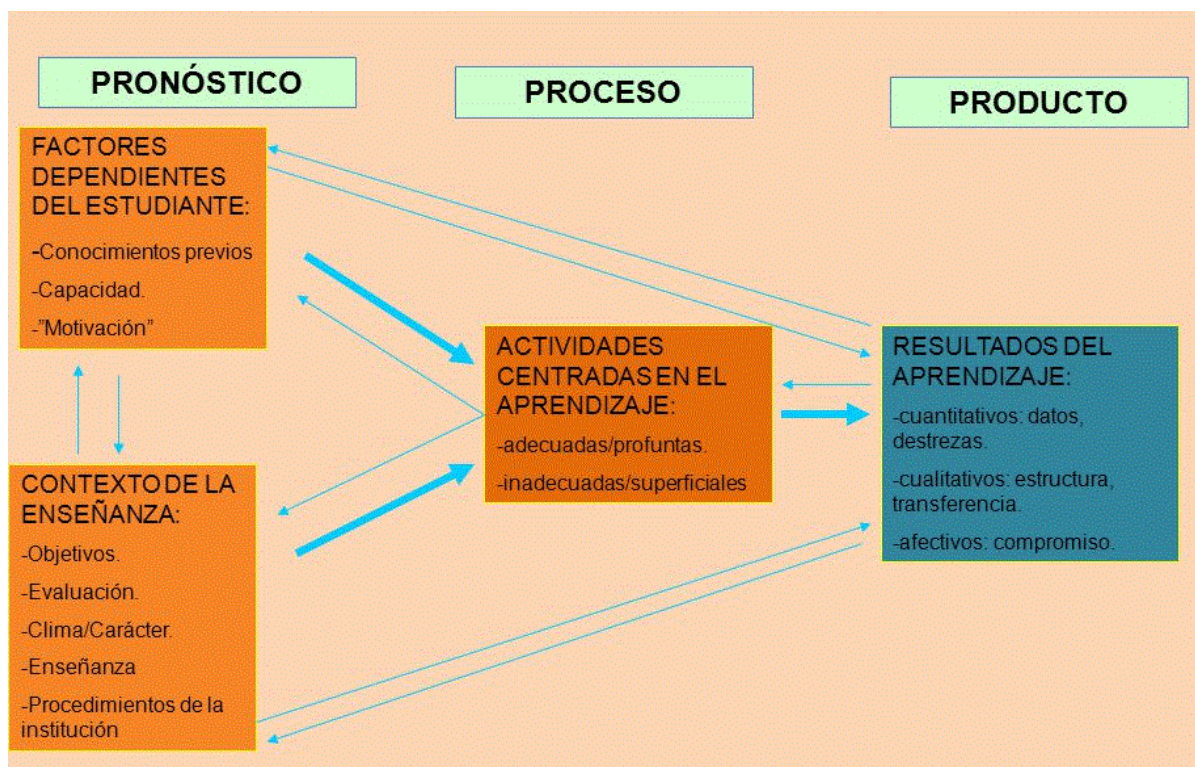 PRONÓSTICO
PROCESO
PRODUCTO
FACTORES
DEPENDIENTES
DEL ESTUDIANTE:
-Conocimientos previos
-Capacidad.
-"Motivación"
CONTEXTO DE LA
ENSEÑANZA:
-Objetivos.
-Evaluación.
-Clima/Carácter.
-Enseñanza
-Procedimientos de la
institución
ACTIVIDADES
CENTRADAS EN EL
APRENDIZAJE:
-adecuadas/profuntas.
-inadecuadas/superficiales
RESULTADOS DEL
APRENDIZAJE:
-cuantitativos: datos,
destrezas.
-cualitativos: estructura,
transferencia.
-afectivos: compromiso.